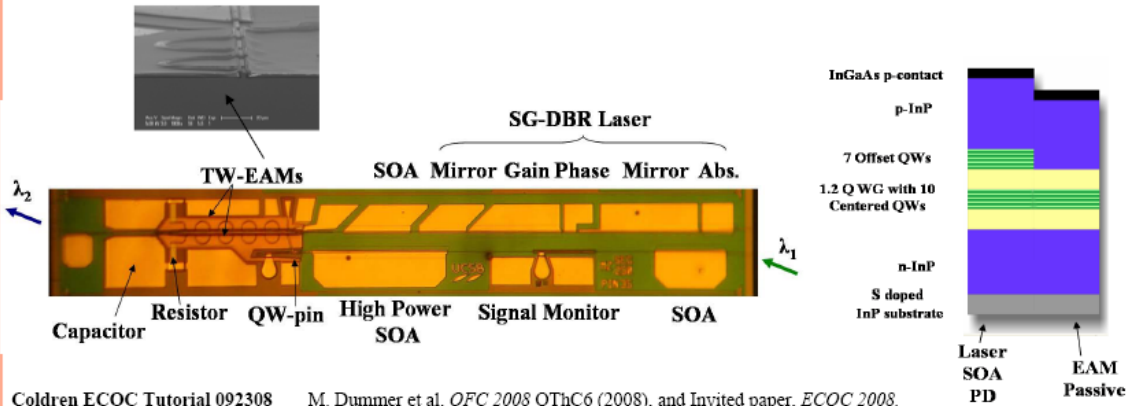 InGaAs p-contact
p-InP
SG-DBR Laser
7 Offset QWs
SOA Mirror Gain Phase Mirror Abs.
TW-EAMs
λ2
1.2 Q WG with 10
Centered QWs
λ1
UCSB
n-InP
Resistor
QW-pin
High Power
SOA
Signal Monitor
SOA
Capacitor
S doped
InP substrate
Laser
SOA
PD
EAM
Passive
Coldren ECOC Tutorial 092308 M. Dummer et al, OFC 2008 OThC6 (2008), and Invited paper, ECOC 2008.